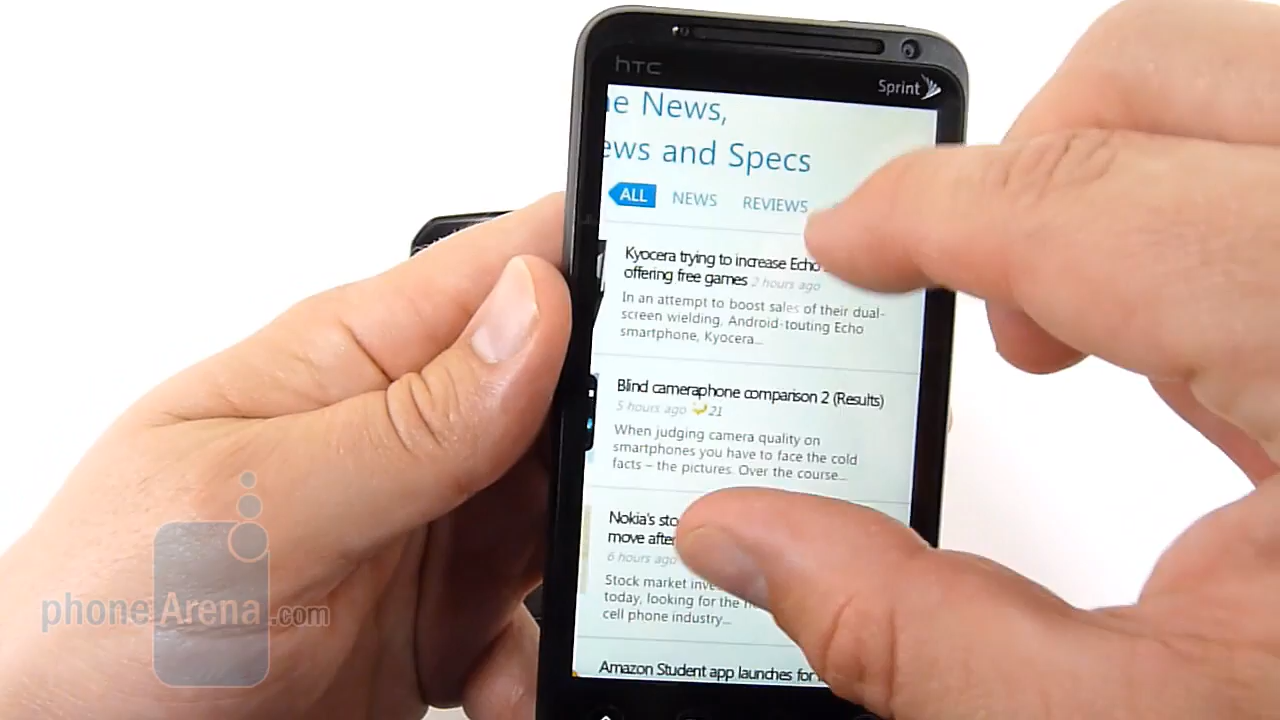 hTC
Sprint
e News,
ews and Specs
ALL NEWS REVIEWS
Kyocera trying to increase Echo
offering free games 2 hours ago
In an attempt to boost sales of their dual-
screen wielding, Android-touting Echo
smartphone, Kyocera...
Blind cameraphone comparison 2 (Results)
5 hours ago 21
When judging camera quality on
smartphones you have to face the cold
facts – the pictures. Over the course...
Nokia's sto
move after
6 hours ago
Stock market inve
today, looking for the
cell phone industry...
Amazon Student app launches for
phoneArena.com